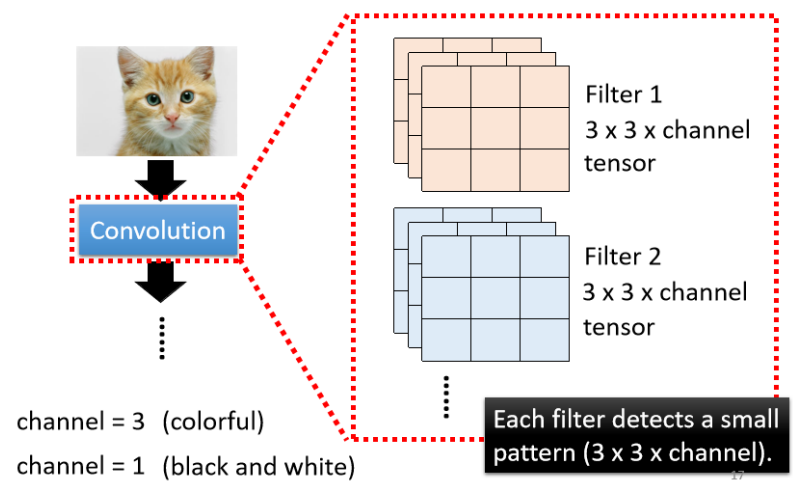 Filter 1
3 x 3 x channel
tensor
Convolution
Filter 2
3 x 3 x channel
tensor
channel = 3 (colorful)
channel = 1 (black and white)
Each filter detects a small
pattern (3 x 3 x channel).
17